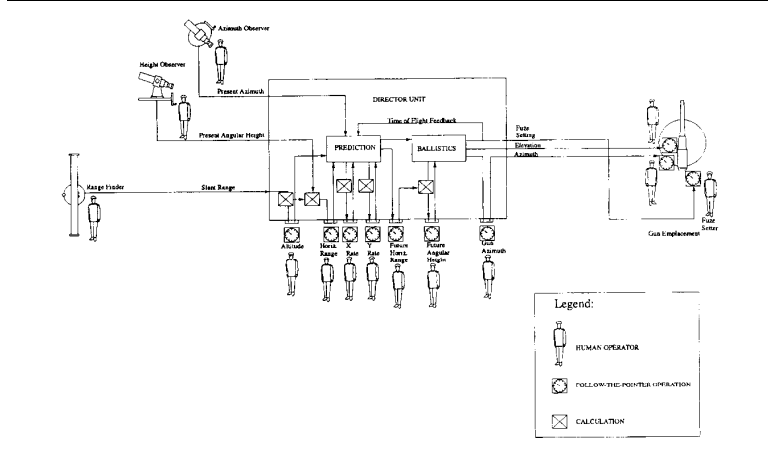 Azimuth Observer
Height Observer
Present Azimuth
DIRECTOR UNIT
Time of Flight Feedback
Fuze
Setting
Present Angular Height
PREDICTION
BALLISTICS
Elevation
Azimuth
Range Finder
Slant Range
Fuze
Setter
Gun Emplacement
Altitude
Horiz.
Range
X
Rate
Y
Rate
Future
Horiz.
Range
Future
Angular
Height
Gun
Azimuth
Legend:
HUMAN OPERATOR
FOLLOW-THE-POINTER OPERATION
CALCULATION